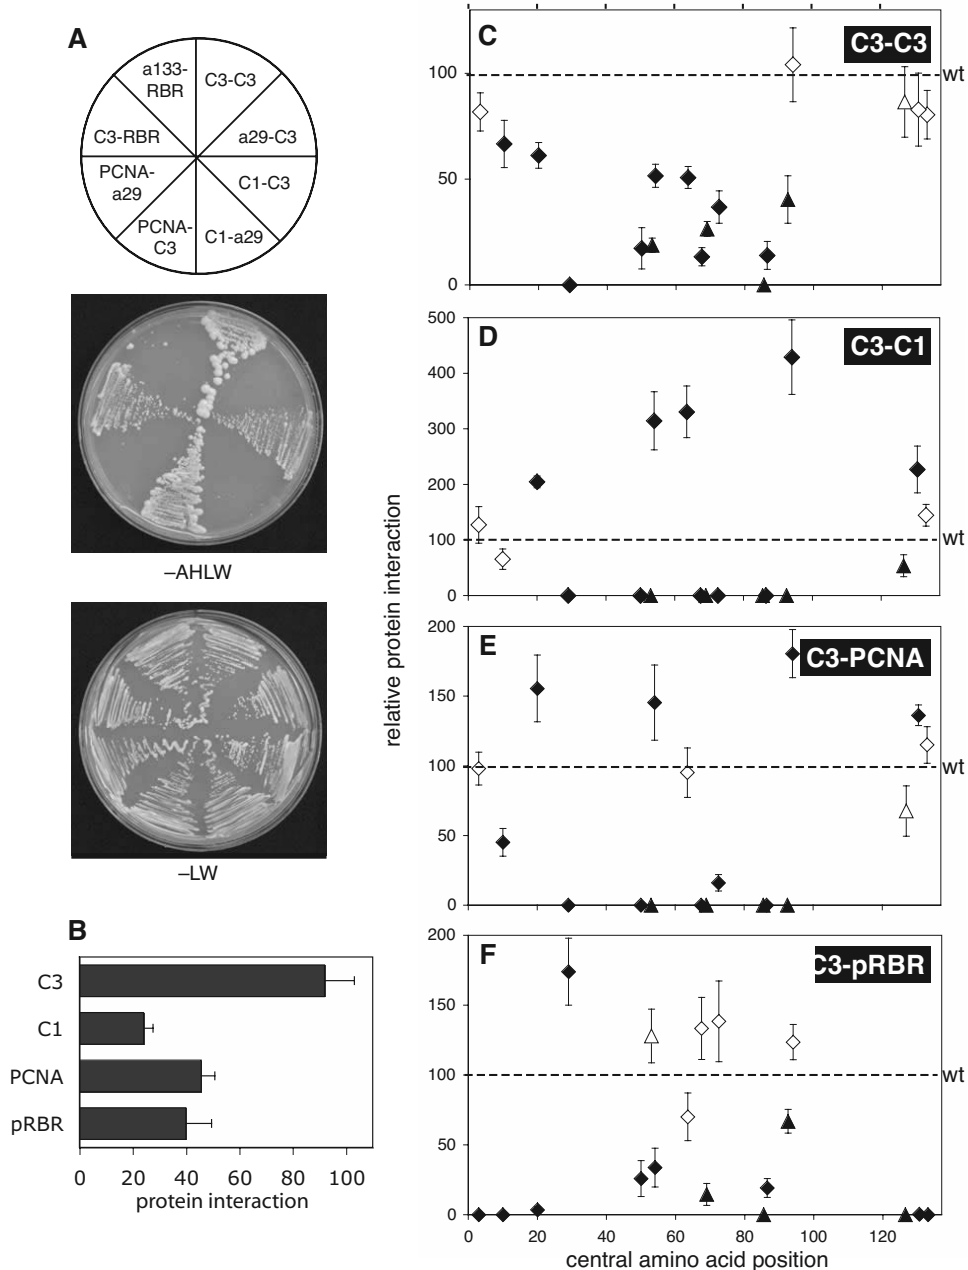 A
a133-
RBR
C3-C3
C3-RBR
a29-C3
PCNA-
a29
C1-C3
PCNA-
C3
C1-a29
–AHLW
–LW
B
C3
C1
PCNA
pRBR
0 20 40 60 80 100
protein interaction
relative protein interaction
C
C3-C3
100
50
0
wt
D
C3-C1
500
400
300
200
100
0
wt
E
C3-PCNA
200
150
100
50
0
wt
F
C3-pRBR
200
150
100
50
0
wt
0 20 40 60 80 100 120
central amino acid position